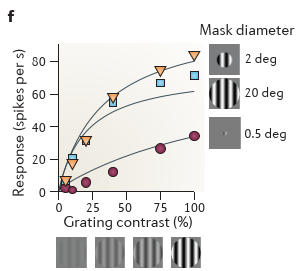 f
Mask diameter
2 deg
20 deg
0.5 deg
Response (spikes per s)
80
60
40
20
0
0 25 50 75 100
Grating contrast (%)